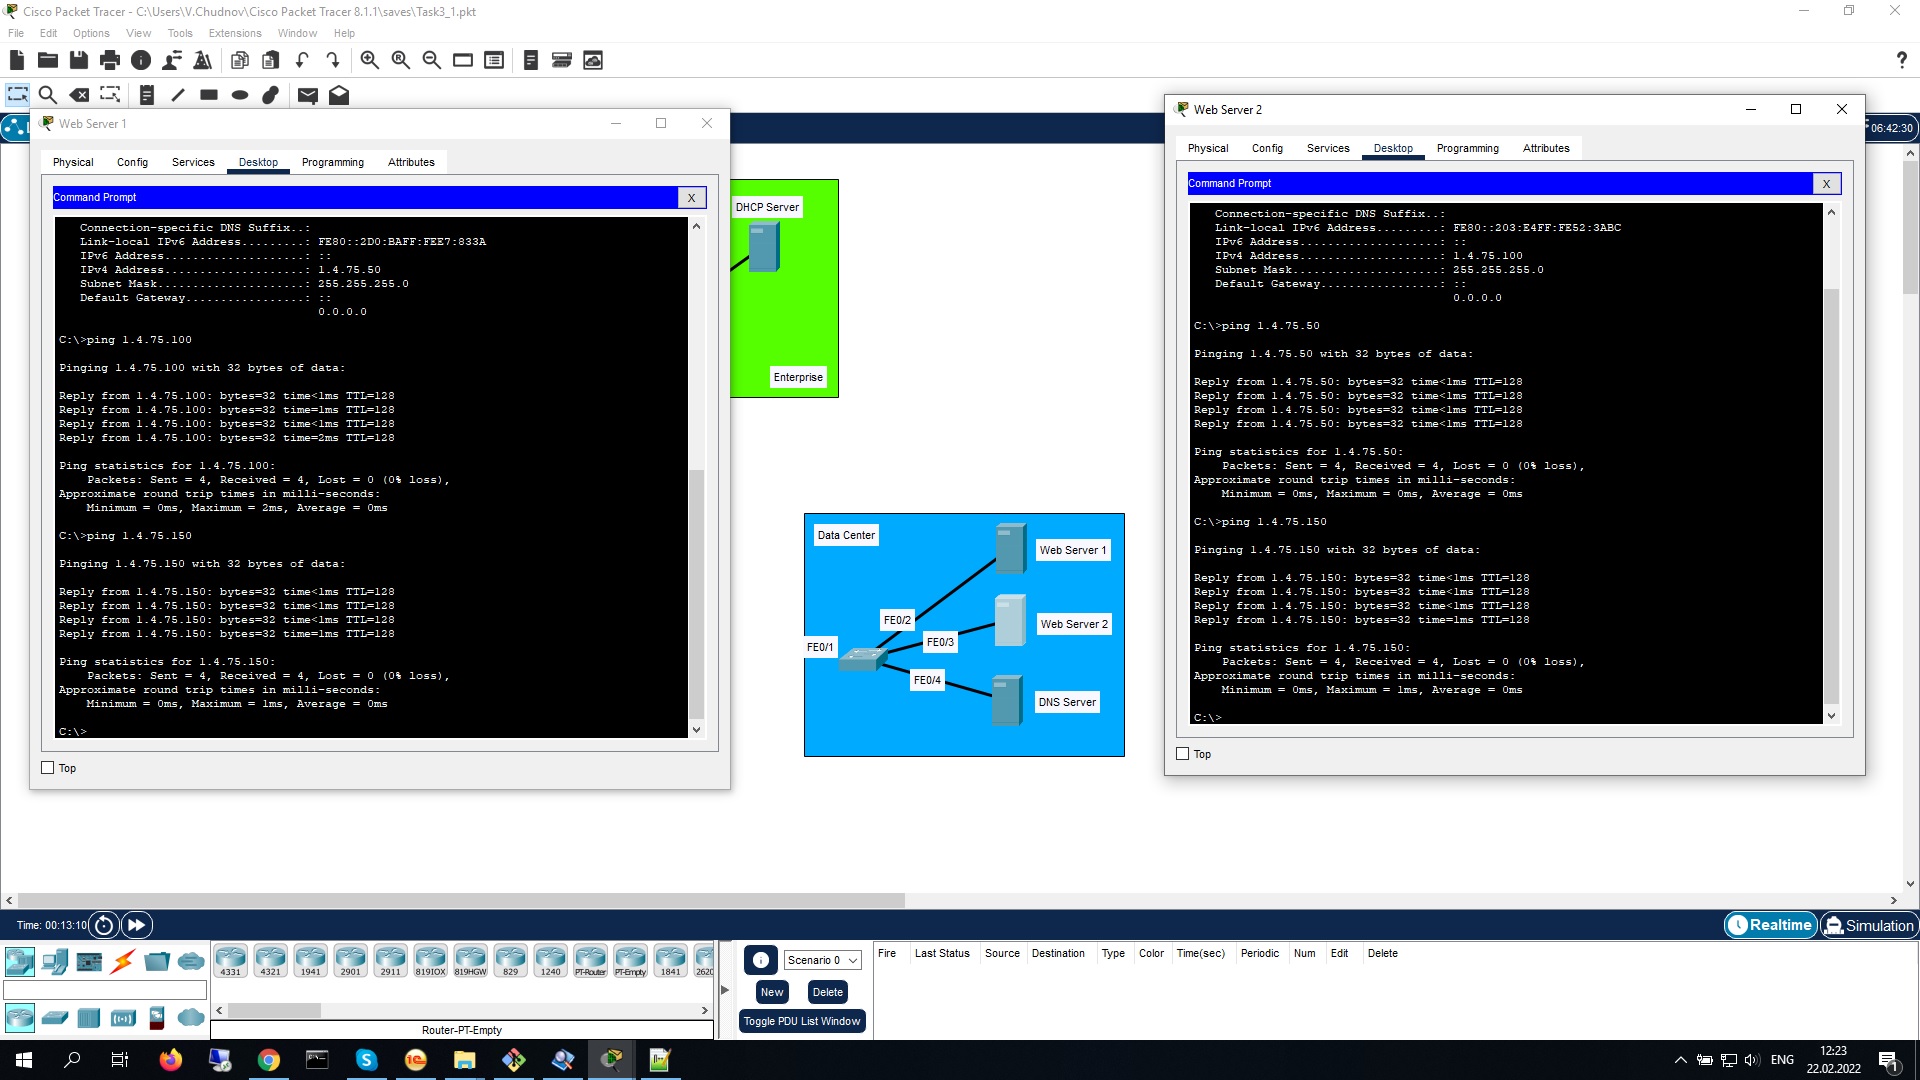 Cisco Packet Tracer - C:\Users\V.Chudnov\Cisco Packet Tracer 8.1.1\saves\Task3_1.pkt
File Edit Options View Tools Extensions Window Help
?
06:42:30
Web Server 1
Physical Config Services Desktop Programming Attributes
Command Prompt X
Connection-specific DNS Suffix..:
Link-local IPv6 Address.........: FE80::2D0:BAFF:FEE7:833A
IPv6 Address....................: ::
IPv4 Address....................: 1.4.75.50
Subnet Mask.....................: 255.255.255.0
Default Gateway.................: ::
0.0.0.0
C:\>ping 1.4.75.100
Pinging 1.4.75.100 with 32 bytes of data:
Reply from 1.4.75.100: bytes=32 time<1ms TTL=128
Reply from 1.4.75.100: bytes=32 time=1ms TTL=128
Reply from 1.4.75.100: bytes=32 time<1ms TTL=128
Reply from 1.4.75.100: bytes=32 time=2ms TTL=128
Ping statistics for 1.4.75.100:
Packets: Sent = 4, Received = 4, Lost = 0 (0% loss),
Approximate round trip times in milli-seconds:
Minimum = 0ms, Maximum = 2ms, Average = 0ms
C:\>ping 1.4.75.150
Pinging 1.4.75.150 with 32 bytes of data:
Reply from 1.4.75.150: bytes=32 time<1ms TTL=128
Reply from 1.4.75.150: bytes=32 time<1ms TTL=128
Reply from 1.4.75.150: bytes=32 time<1ms TTL=128
Reply from 1.4.75.150: bytes=32 time=1ms TTL=128
Ping statistics for 1.4.75.150:
Packets: Sent = 4, Received = 4, Lost = 0 (0% loss),
Approximate round trip times in milli-seconds:
Minimum = 0ms, Maximum = 1ms, Average = 0ms
C:\>
Top
DHCP Server
Enterprise
Data Center
Web Server 1
FE0/2
Web Server 2
FE0/3
FE0/1
FE0/4
DNS Server
Web Server 2
Physical Config Services Desktop Programming Attributes
Command Prompt X
Connection-specific DNS Suffix..:
Link-local IPv6 Address.........: FE80::203:E4FF:FE52:3ABC
IPv6 Address....................: ::
IPv4 Address....................: 1.4.75.100
Subnet Mask.....................: 255.255.255.0
Default Gateway.................: ::
0.0.0.0
C:\>ping 1.4.75.50
Pinging 1.4.75.50 with 32 bytes of data:
Reply from 1.4.75.50: bytes=32 time<1ms TTL=128
Reply from 1.4.75.50: bytes=32 time<1ms TTL=128
Reply from 1.4.75.50: bytes=32 time<1ms TTL=128
Reply from 1.4.75.50: bytes=32 time<1ms TTL=128
Ping statistics for 1.4.75.50:
Packets: Sent = 4, Received = 4, Lost = 0 (0% loss),
Approximate round trip times in milli-seconds:
Minimum = 0ms, Maximum = 0ms, Average = 0ms
C:\>ping 1.4.75.150
Pinging 1.4.75.150 with 32 bytes of data:
Reply from 1.4.75.150: bytes=32 time<1ms TTL=128
Reply from 1.4.75.150: bytes=32 time<1ms TTL=128
Reply from 1.4.75.150: bytes=32 time<1ms TTL=128
Reply from 1.4.75.150: bytes=32 time=1ms TTL=128
Ping statistics for 1.4.75.150:
Packets: Sent = 4, Received = 4, Lost = 0 (0% loss),
Approximate round trip times in milli-seconds:
Minimum = 0ms, Maximum = 1ms, Average = 0ms
C:\>
Top
Time: 00:13:10
Realtime Simulation
4331 4321 1941 2901 2911 819IOX 819HGW 829 1240 PT-Router PT-Empty 1841 2620
Router-PT-Empty
Scenario 0
New Delete
Toggle PDU List Window
Fire Last Status Source Destination Type Color Time(sec) Periodic Num Edit Delete
ENG
12:23
22.02.2022
1